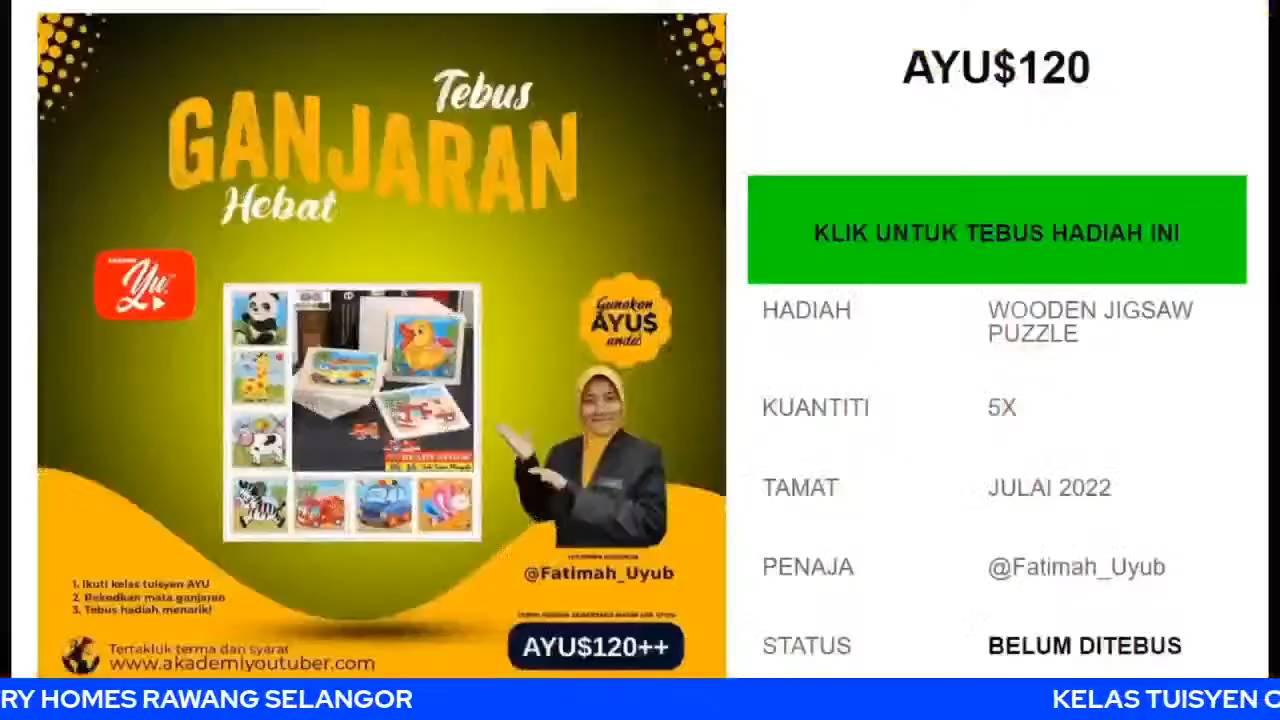 Tebus
GANJARAN
Hebat
Yu
Gunakan
AYU$
anda!
@Fatimah_Uyub
1. Ikuti kelas tuisyen AYU
2. Rekodkan mata ganjaran
3. Tebus hadiah menarik!
AYU$120++
Tertakluk terma dan syarat
www.akademiyoutuber.com
AYU$120
KLIK UNTUK TEBUS HADIAH INI
HADIAH WOODEN JIGSAW
PUZZLE
KUANTITI 5X
TAMAT JULAI 2022
PENAJA @Fatimah_Uyub
STATUS BELUM DITEBUS
RY HOMES RAWANG SELANGOR KELAS TUISYEN